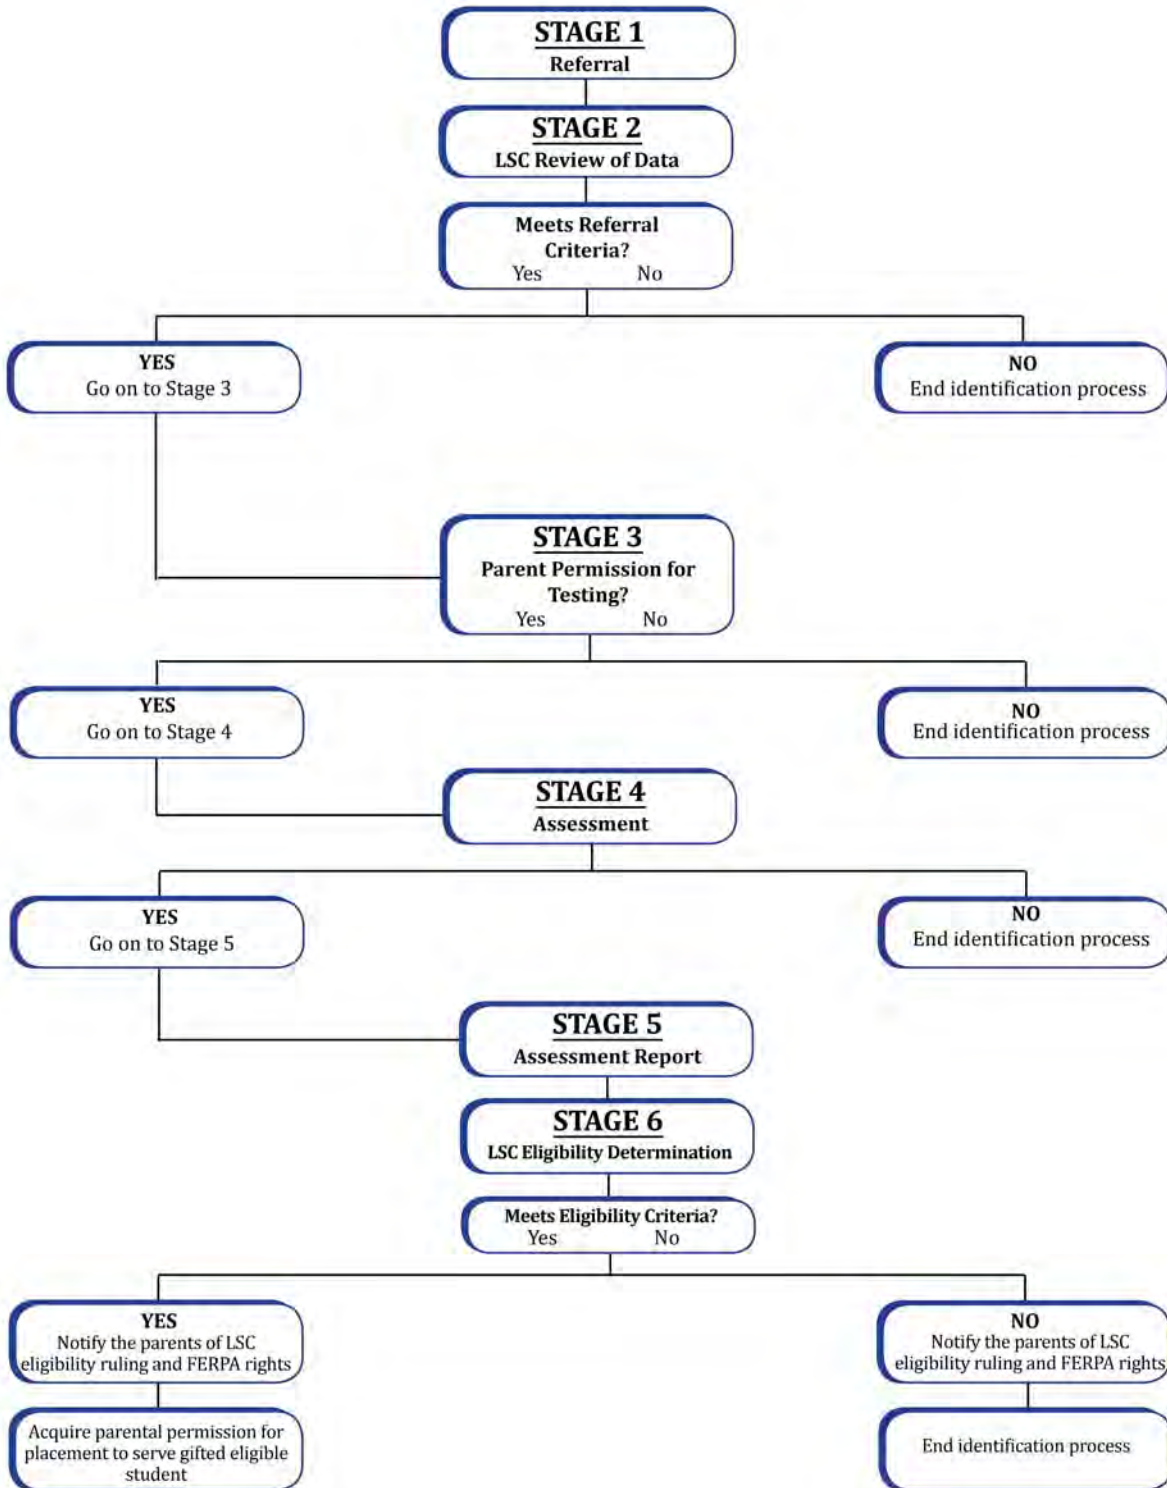 STAGE 1
Referral
STAGE 2
LSC Review of Data
Meets Referral
Criteria?
Yes No
YES
Go on to Stage 3
NO
End identification process
STAGE 3
Parent Permission for
Testing?
Yes No
YES
Go on to Stage 4
NO
End identification process
STAGE 4
Assessment
YES
Go on to Stage 5
NO
End identification process
STAGE 5
Assessment Report
STAGE 6
LSC Eligibility Determination
Meets Eligibility Criteria?
Yes No
YES
Notify the parents of LSC
eligibility ruling and FERPA rights
NO
Notify the parents of LSC
eligibility ruling and FERPA rights
Acquire parental permission for
placement to serve gifted eligible
student
End identification process